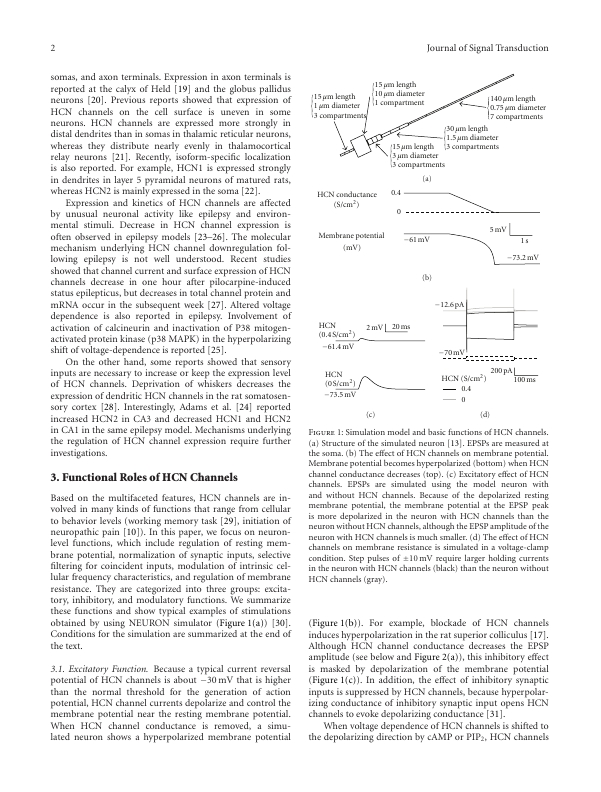 2
Journal of Signal Transduction
somas, and axon terminals. Expression in axon terminals is
reported at the calyx of Held [19] and the globus pallidus
neurons [20]. Previous reports showed that expression of
HCN channels on the cell surface is uneven in some
neurons. HCN channels are expressed more strongly in
distal dendrites than in somas in thalamic reticular neurons,
whereas they distribute nearly evenly in thalamocortical
relay neurons [21]. Recently, isoform-specific localization
is also reported. For example, HCN1 is expressed strongly
in dendrites in layer 5 pyramidal neurons of matured rats,
whereas HCN2 is mainly expressed in the soma [22].
Expression and kinetics of HCN channels are affected
by unusual neuronal activity like epilepsy and environ-
mental stimuli. Decrease in HCN channel expression is
often observed in epilepsy models [23–26]. The molecular
mechanism underlying HCN channel downregulation fol-
lowing epilepsy is not well understood. Recent studies
showed that channel current and surface expression of HCN
channels decrease in one hour after pilocarpine-induced
status epilepticus, but decreases in total channel protein and
mRNA occur in the subsequent week [27]. Altered voltage
dependence is also reported in epilepsy. Involvement of
activation of calcineurin and inactivation of P38 mitogen-
activated protein kinase (p38 MAPK) in the hyperpolarizing
shift of voltage-dependence is reported [25].
On the other hand, some reports showed that sensory
inputs are necessary to increase or keep the expression level
of HCN channels. Deprivation of whiskers decreases the
expression of dendritic HCN channels in the rat somatosen-
sory cortex [28]. Interestingly, Adams et al. [24] reported
increased HCN2 in CA3 and decreased HCN1 and HCN2
in CA1 in the same epilepsy model. Mechanisms underlying
the regulation of HCN channel expression require further
investigations.
3. Functional Roles of HCN Channels
Based on the multifaceted features, HCN channels are in-
volved in many kinds of functions that range from cellular
to behavior levels (working memory task [29], initiation of
neuropathic pain [10]). In this paper, we focus on neuron-
level functions, which include regulation of resting mem-
brane potential, normalization of synaptic inputs, selective
filtering for coincident inputs, modulation of intrinsic cel-
lular frequency characteristics, and regulation of membrane
resistance. They are categorized into three groups: excita-
tory, inhibitory, and modulatory functions. We summarize
these functions and show typical examples of stimulations
obtained by using NEURON simulator (Figure 1(a)) [30].
Conditions for the simulation are summarized at the end of
the text.
3.1. Excitatory Function. Because a typical current reversal
potential of HCN channels is about −30 mV that is higher
than the normal threshold for the generation of action
potential, HCN channel currents depolarize and control the
membrane potential near the resting membrane potential.
When HCN channel conductance is removed, a simu-
lated neuron shows a hyperpolarized membrane potential
15 μm length
1 μm diameter
3 compartments
15 μm length
10 μm diameter
1 compartment
140 μm length
0.75 μm diameter
7 compartments
30 μm length
1.5 μm diameter
3 compartments
15 μm length
3 μm diameter
3 compartments
(a)
HCN conductance
(S/cm²)
0.4
0
Membrane potential
(mV)
−61 mV
5 mV
1 s
−73.2 mV
(b)
HCN
(0.4 S/cm²)
2 mV
20 ms
−61.4 mV
HCN
(0 S/cm²)
−73.5 mV
(c)
−12.6 pA
−70 mV
200 pA
100 ms
HCN (S/cm²)
0.4
0
(d)
Figure 1: Simulation model and basic functions of HCN channels.
(a) Structure of the simulated neuron [13]. EPSPs are measured at
the soma. (b) The effect of HCN channels on membrane potential.
Membrane potential becomes hyperpolarized (bottom) when HCN
channel conductance decreases (top). (c) Excitatory effect of HCN
channels. EPSPs are simulated using the model neuron with
and without HCN channels. Because of the depolarized resting
membrane potential, the membrane potential at the EPSP peak
is more depolarized in the neuron with HCN channels than the
neuron without HCN channels, although the EPSP amplitude of the
neuron with HCN channels is much smaller. (d) The effect of HCN
channels on membrane resistance is simulated in a voltage-clamp
condition. Step pulses of ±10 mV require larger holding currents
in the neuron with HCN channels (black) than the neuron without
HCN channels (gray).
(Figure 1(b)). For example, blockade of HCN channels
induces hyperpolarization in the rat superior colliculus [17].
Although HCN channel conductance decreases the EPSP
amplitude (see below and Figure 2(a)), this inhibitory effect
is masked by depolarization of the membrane potential
(Figure 1(c)). In addition, the effect of inhibitory synaptic
inputs is suppressed by HCN channels, because hyperpolar-
izing conductance of inhibitory synaptic input opens HCN
channels to evoke depolarizing conductance [31].
When voltage dependence of HCN channels is shifted to
the depolarizing direction by cAMP or PIP₂, HCN channels